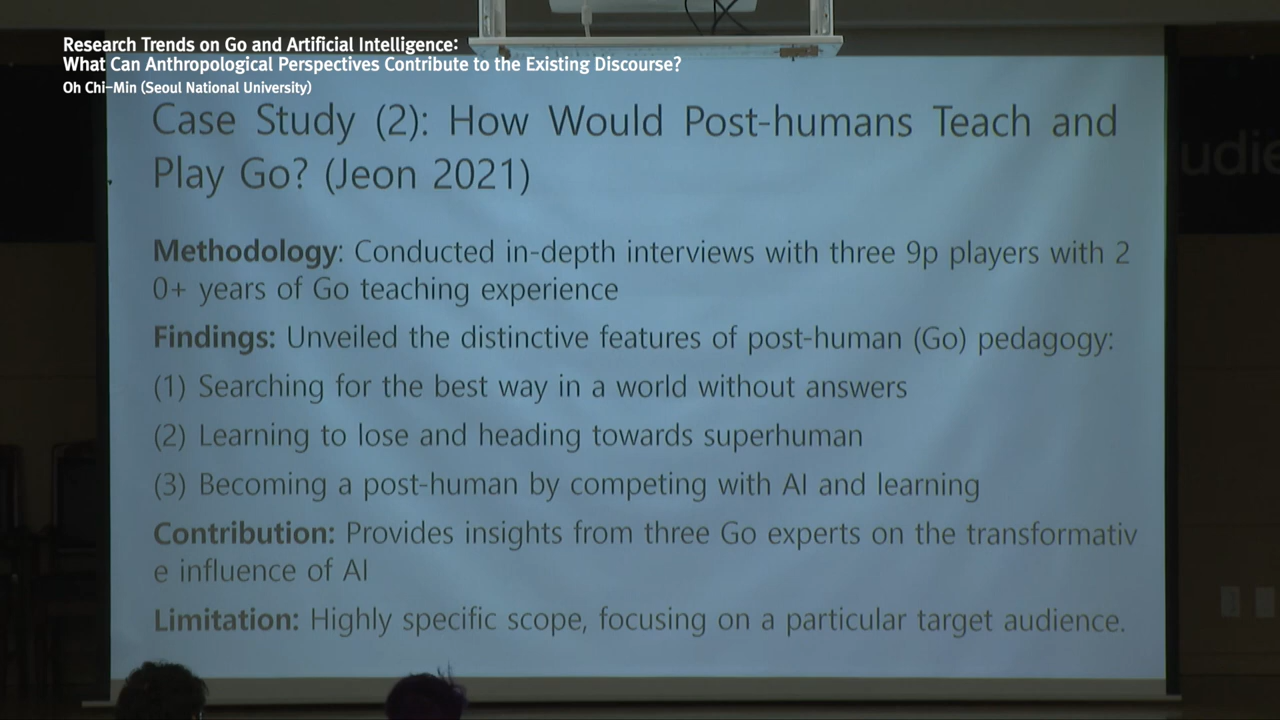 Research Trends on Go and Artificial Intelligence:
What Can Anthropological Perspectives Contribute to the Existing Discourse?
Oh Chi-Min (Seoul National University)
Case Study (2): How Would Post-humans Teach and
Play Go? (Jeon 2021)
Methodology: Conducted in-depth interviews with three 9p players with 2
0+ years of Go teaching experience
Findings: Unveiled the distinctive features of post-human (Go) pedagogy:
(1) Searching for the best way in a world without answers
(2) Learning to lose and heading towards superhuman
(3) Becoming a post-human by competing with AI and learning
Contribution: Provides insights from three Go experts on the transformativ
e influence of AI
Limitation: Highly specific scope, focusing on a particular target audience.